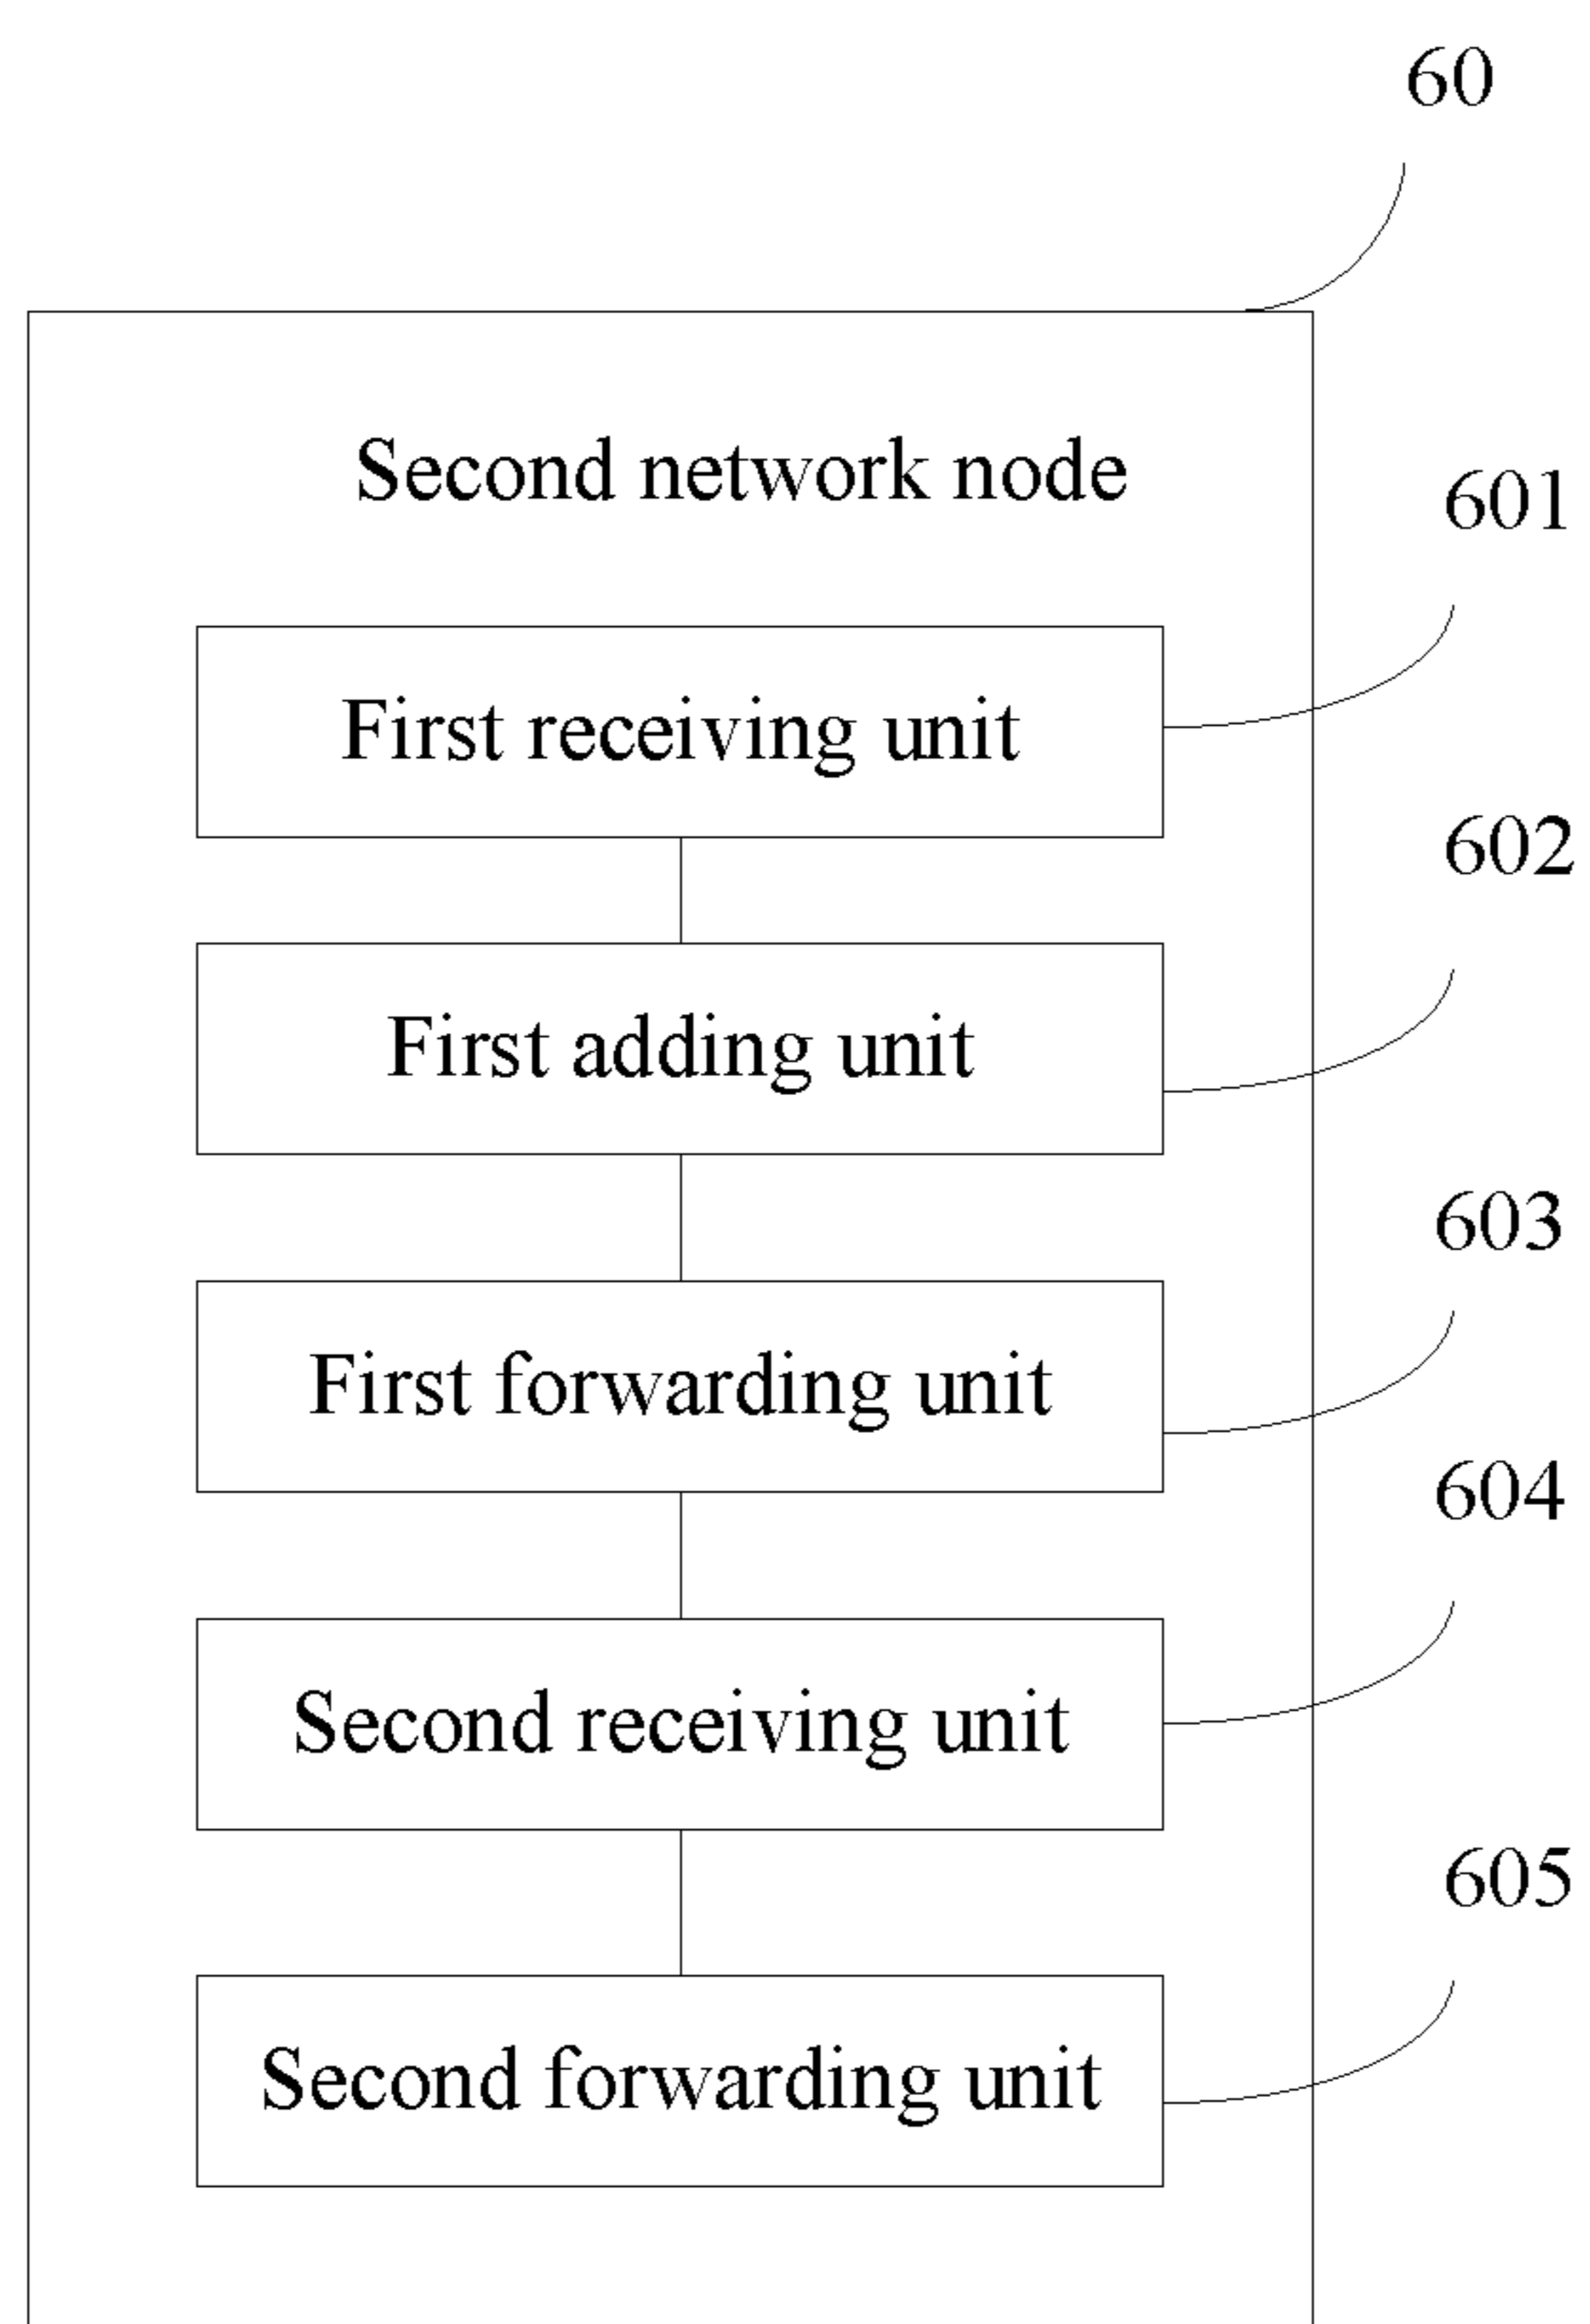 60
Second network node
601
First receiving unit
602
First adding unit
603
First forwarding unit
604
Second receiving unit
605
Second forwarding unit